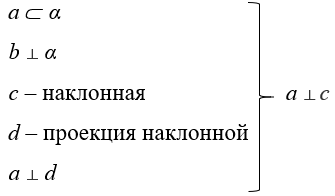 a ⊂ α
b ⊥ α
c – наклонная
d – проекция наклонной
a ⊥ d
a ⊥ c